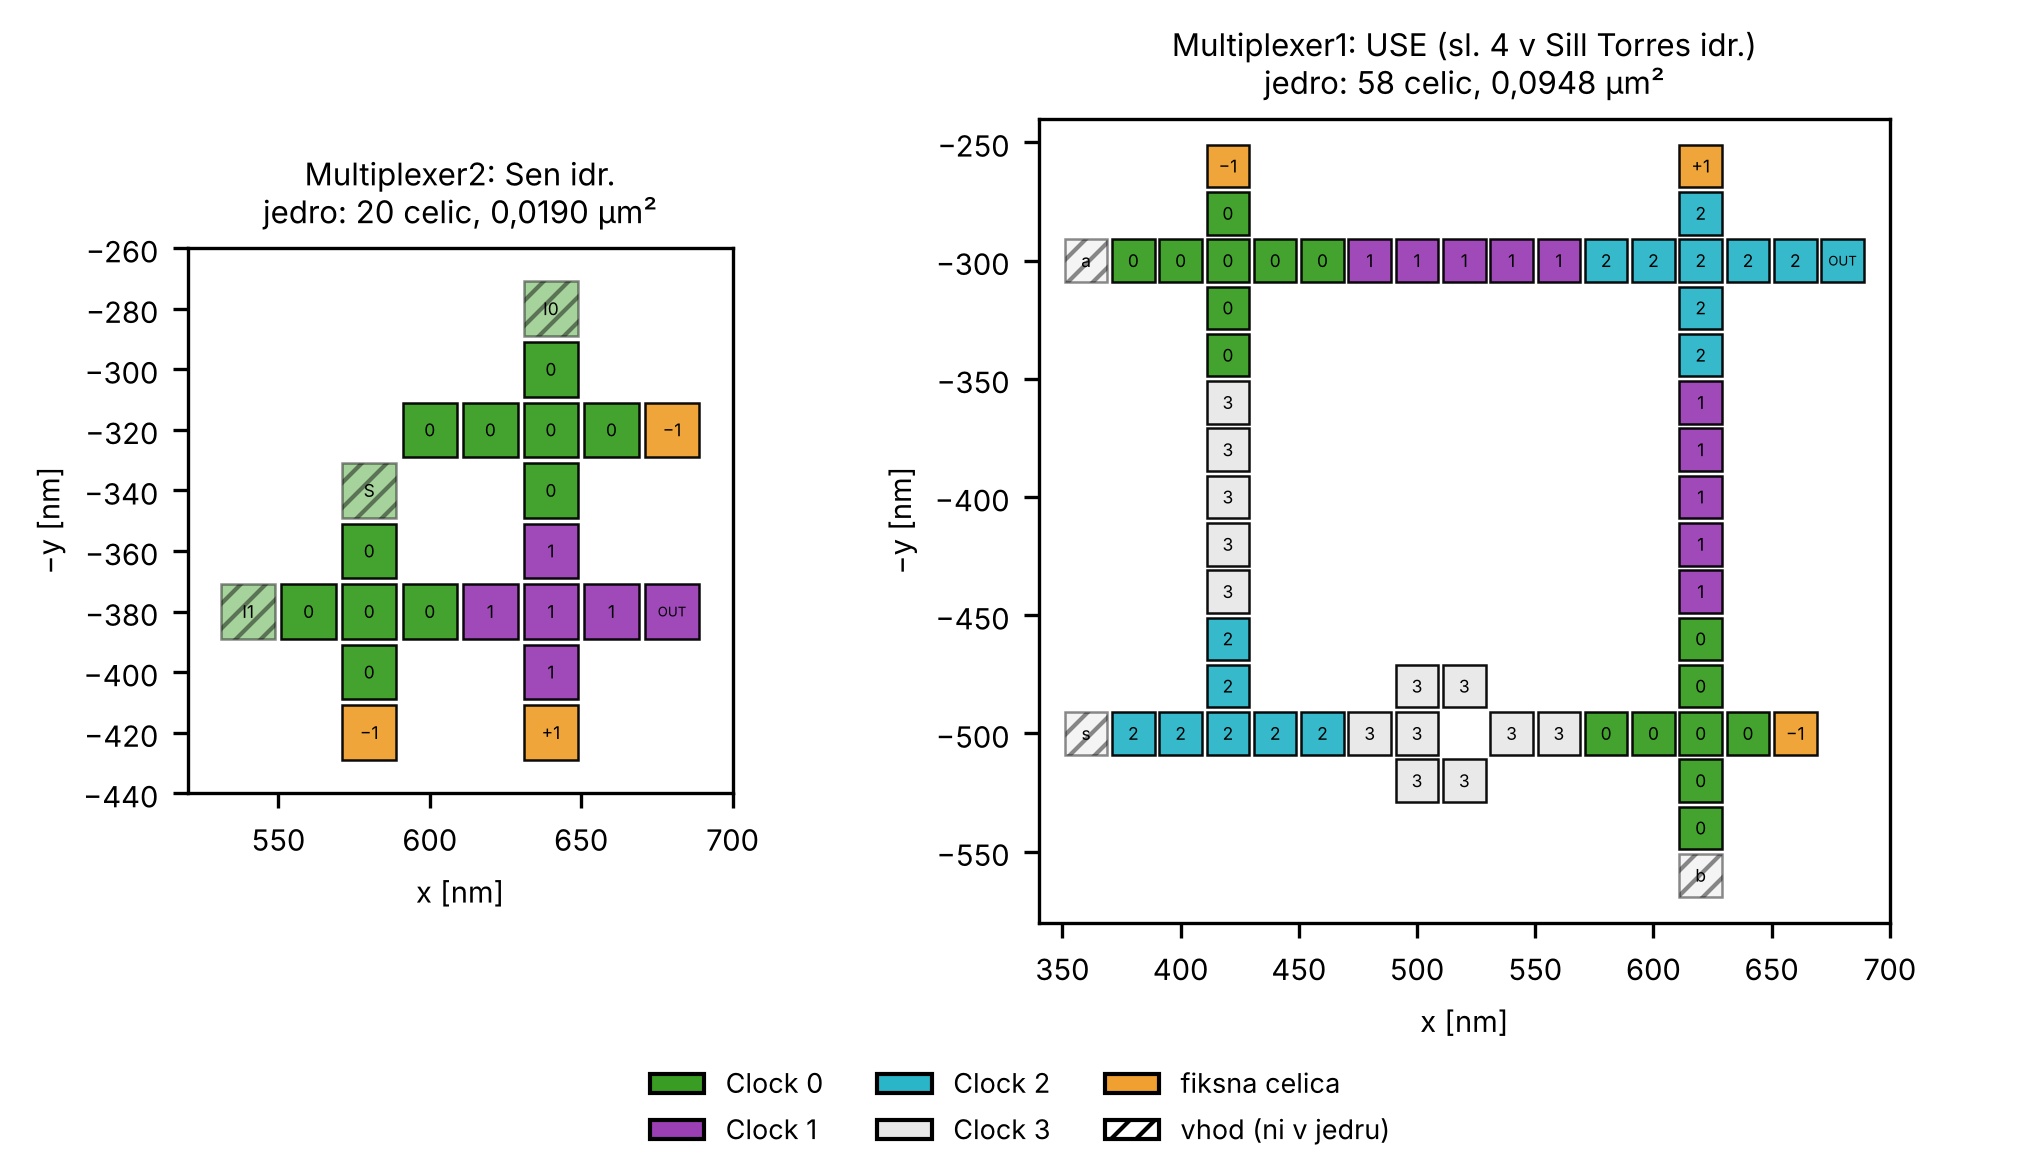 Multiplexer2: Sen idr.
jedro: 20 celic, 0,0190 µm²
−260
−280
−300
−320
−340
−360
−380
−400
−420
−440
−y [nm]
I0
0
0 0 0 0 −1
S 0
0 1
I1 0 0 0 1 1 1 OUT
0 1
−1 +1
550 600 650 700
x [nm]
Multiplexer1: USE (sl. 4 v Sill Torres idr.)
jedro: 58 celic, 0,0948 µm²
−250
−300
−350
−400
−450
−500
−550
−y [nm]
−1 +1
0 2
a 0 0 0 0 0 1 1 1 1 1 2 2 2 2 2 OUT
0 2
0 2
3 1
3 1
3 1
3 1
3 1
2 0
2 3 3 0
s 2 2 2 2 2 3 3 3 3 0 0 0 0 −1
3 3 0
0
b
350 400 450 500 550 600 650 700
x [nm]
Clock 0 Clock 2 fiksna celica
Clock 1 Clock 3 vhod (ni v jedru)